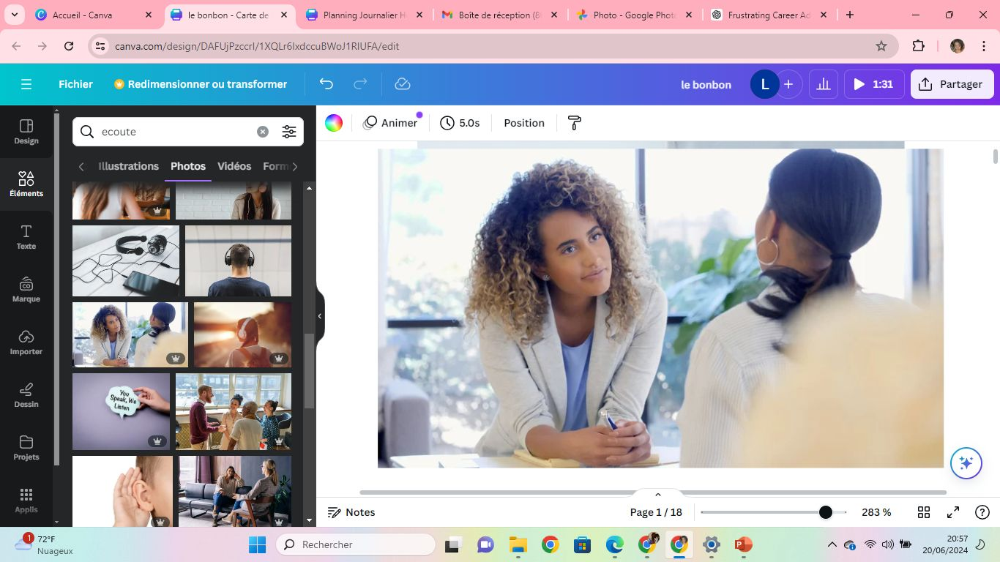 Accueil - Canva
le bonbon - Carte de
Planning Journalier H
Boîte de réception (8
Photo - Google Photo
Frustrating Career Ad
canva.com/design/DAFUjPzccrI/1XQLr6IxdccuBWoJ1RIUFA/edit
Fichier
Redimensionner ou transformer
le bonbon
L
1:31
Partager
Design
Éléments
Texte
Marque
Importer
Dessin
Projets
Applis
ecoute
Illustrations
Photos
Vidéos
Form
You
Speak, We
Listen
Animer
5.0s
Position
Notes
Page 1 / 18
283 %
1
72°F
Nuageux
Rechercher
20:57
20/06/2024